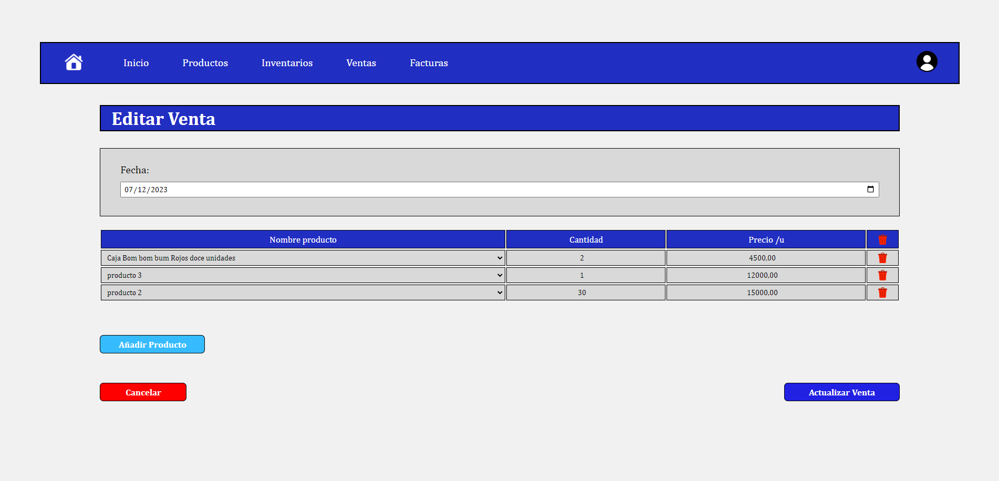 Inicio Productos Inventarios Ventas Facturas
Editar Venta
Fecha:
07/12/2023
Nombre producto Cantidad Precio /u
Caja Bom bom bum Rojos doce unidades 2 4500,00
producto 3 1 12000,00
producto 2 30 15000,00
Añadir Producto
Cancelar Actualizar Venta